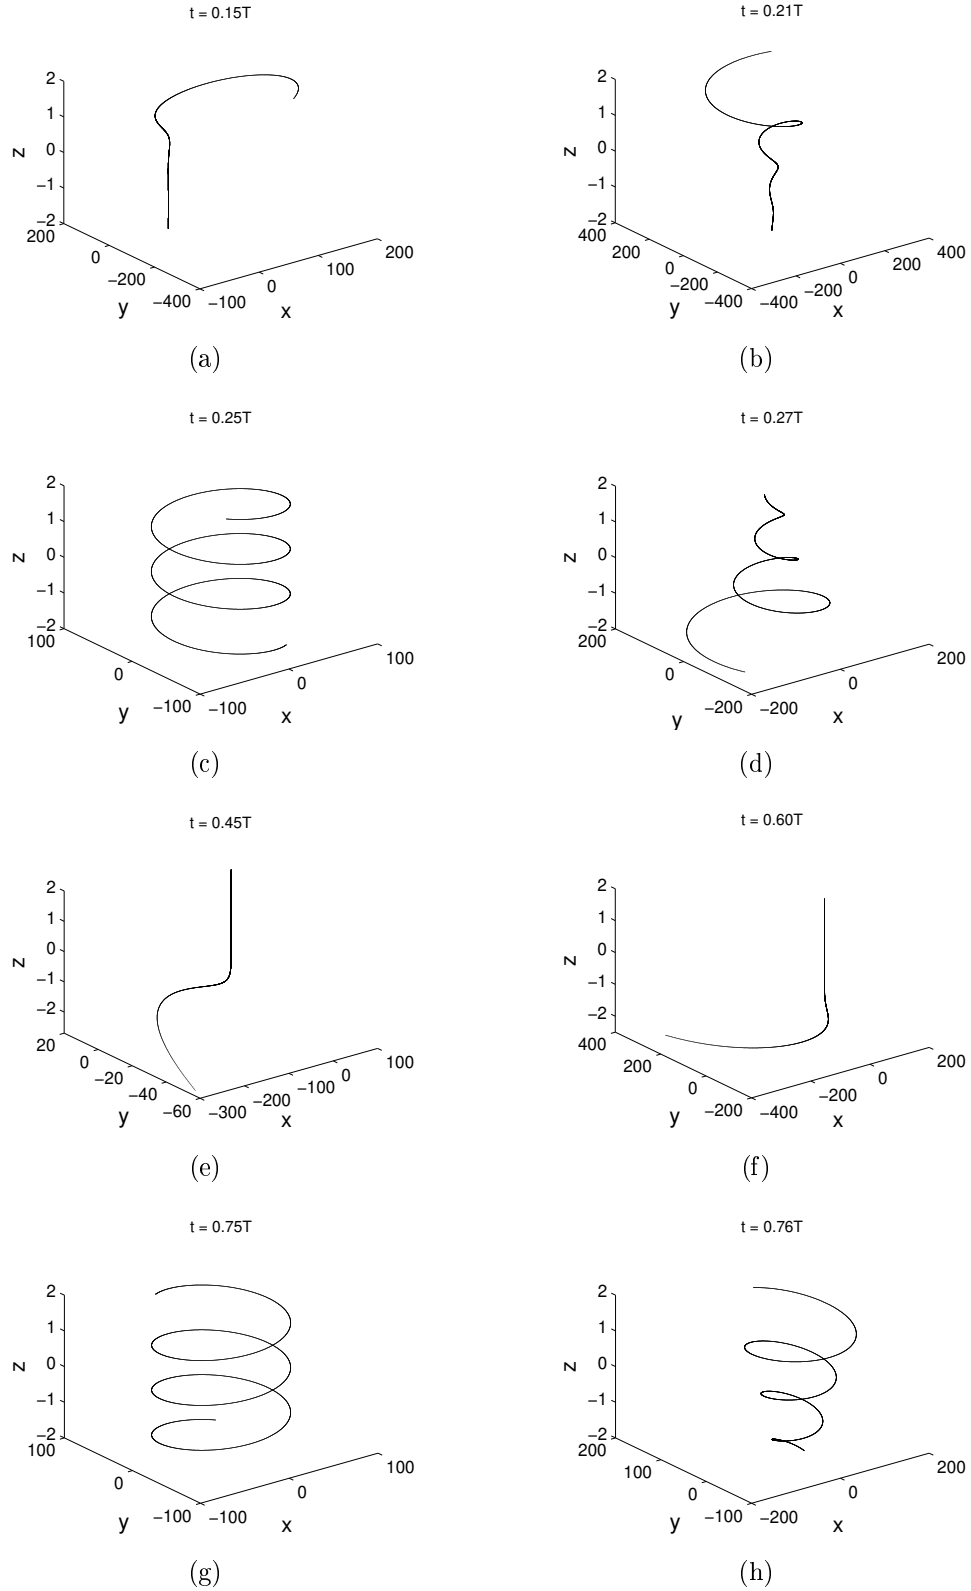 t = 0.15T
2
1
0
−1
−2
z
200
0
−200
−400
y
−100
0
100
200
x
(a)
t = 0.21T
2
1
0
−1
−2
z
400
200
0
−200
−400
y
−400
−200
0
200
400
x
(b)
t = 0.25T
2
1
0
−1
−2
z
100
0
−100
y
−100
0
100
x
(c)
t = 0.27T
2
1
0
−1
−2
z
200
0
−200
y
−200
0
200
x
(d)
t = 0.45T
2
1
0
−1
−2
z
20
0
−20
−40
−60
y
−300
−200
−100
0
100
x
(e)
t = 0.60T
2
1
0
−1
−2
z
400
200
0
−200
y
−400
−200
0
200
x
(f)
t = 0.75T
2
1
0
−1
−2
z
100
0
−100
y
−100
0
100
x
(g)
t = 0.76T
2
1
0
−1
−2
z
200
100
0
−100
y
−200
0
200
x
(h)